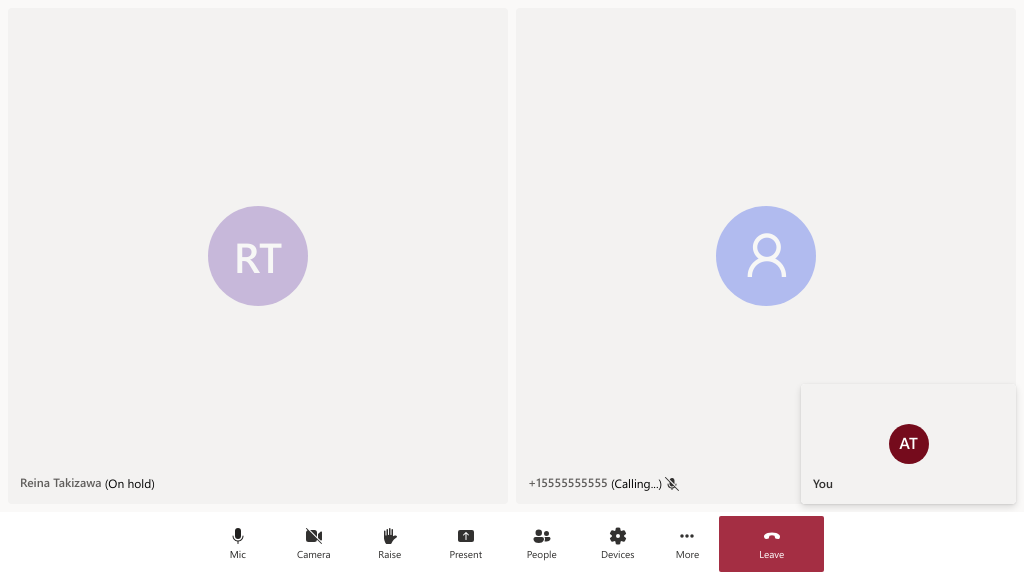 RT
Reina Takizawa (On hold)
+15555555555 (Calling...)
AT
You
Mic
Camera
Raise
Present
People
Devices
More
Leave